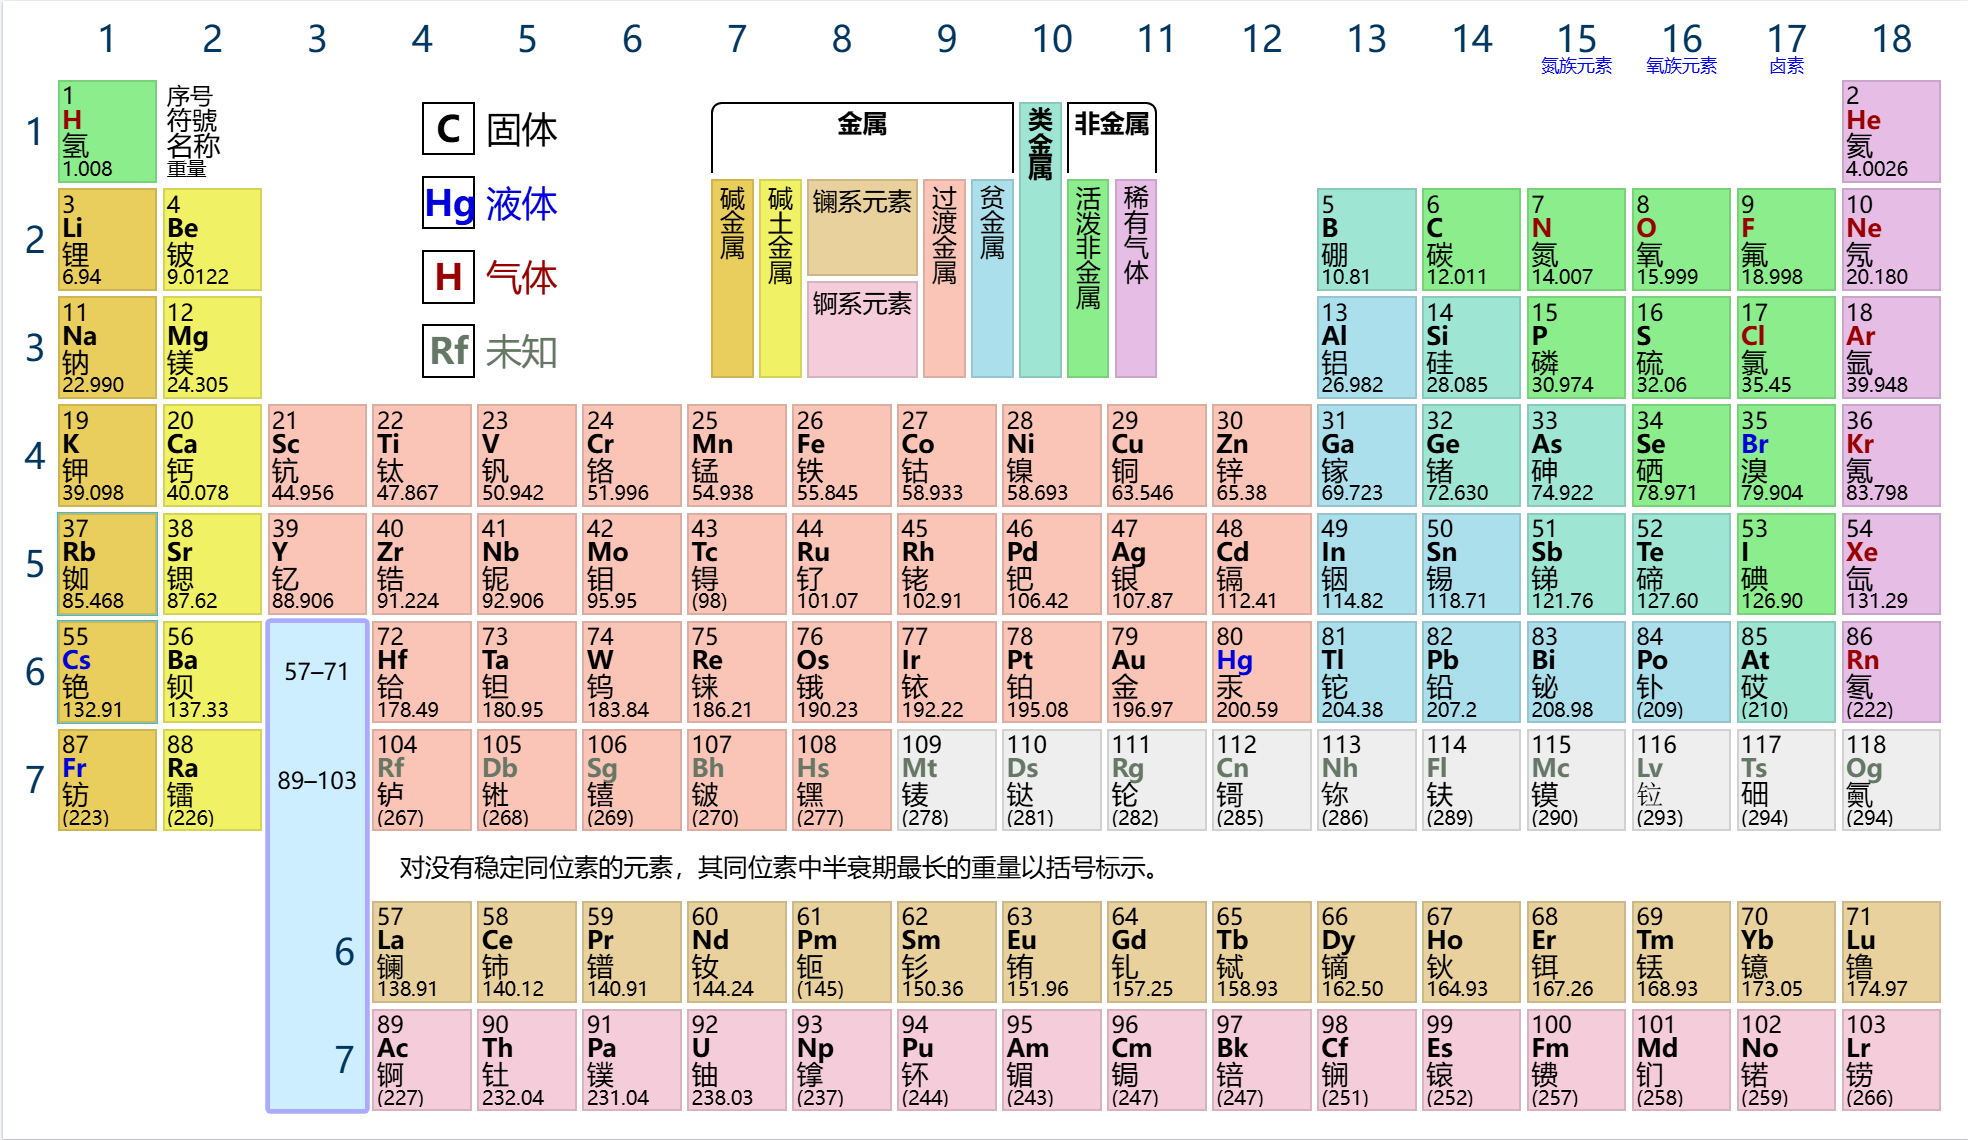 1 2 3 4 5 6 7 8 9 10 11 12 13 14 15 16 17 18
氮族元素 氧族元素 卤素
1
1
H
氢
1.008
序号
符號
名称
重量
C 固体
Hg 液体
H 气体
Rf 未知
金属
类金属
非金属
碱金属
碱土金属
镧系元素
锕系元素
过渡金属
贫金属
活泼非金属
稀有气体
2
He
氦
4.0026
2
3
Li
锂
6.94
4
Be
铍
9.0122
5
B
硼
10.81
6
C
碳
12.011
7
N
氮
14.007
8
O
氧
15.999
9
F
氟
18.998
10
Ne
氖
20.180
3
11
Na
钠
22.990
12
Mg
镁
24.305
13
Al
铝
26.982
14
Si
硅
28.085
15
P
磷
30.974
16
S
硫
32.06
17
Cl
氯
35.45
18
Ar
氩
39.948
4
19
K
钾
39.098
20
Ca
钙
40.078
21
Sc
钪
44.956
22
Ti
钛
47.867
23
V
钒
50.942
24
Cr
铬
51.996
25
Mn
锰
54.938
26
Fe
铁
55.845
27
Co
钴
58.933
28
Ni
镍
58.693
29
Cu
铜
63.546
30
Zn
锌
65.38
31
Ga
镓
69.723
32
Ge
锗
72.630
33
As
砷
74.922
34
Se
硒
78.971
35
Br
溴
79.904
36
Kr
氪
83.798
5
37
Rb
铷
85.468
38
Sr
锶
87.62
39
Y
钇
88.906
40
Zr
锆
91.224
41
Nb
铌
92.906
42
Mo
钼
95.95
43
Tc
锝
(98)
44
Ru
钌
101.07
45
Rh
铑
102.91
46
Pd
钯
106.42
47
Ag
银
107.87
48
Cd
镉
112.41
49
In
铟
114.82
50
Sn
锡
118.71
51
Sb
锑
121.76
52
Te
碲
127.60
53
I
碘
126.90
54
Xe
氙
131.29
6
55
Cs
铯
132.91
56
Ba
钡
137.33
57–71
72
Hf
铪
178.49
73
Ta
钽
180.95
74
W
钨
183.84
75
Re
铼
186.21
76
Os
锇
190.23
77
Ir
铱
192.22
78
Pt
铂
195.08
79
Au
金
196.97
80
Hg
汞
200.59
81
Tl
铊
204.38
82
Pb
铅
207.2
83
Bi
铋
208.98
84
Po
钋
(209)
85
At
砹
(210)
86
Rn
氡
(222)
7
87
Fr
钫
(223)
88
Ra
镭
(226)
89–103
104
Rf
𬬻
(267)
105
Db
𬭊
(268)
106
Sg
𬭳
(269)
107
Bh
𬭛
(270)
108
Hs
𬭶
(277)
109
Mt
鿏
(278)
110
Ds
𫟼
(281)
111
Rg
𬬭
(282)
112
Cn
鿔
(285)
113
Nh
鿭
(286)
114
Fl
𫓧
(289)
115
Mc
镆
(290)
116
Lv
𫟷
(293)
117
Ts
鿬
(294)
118
Og
鿫
(294)
对没有稳定同位素的元素，其同位素中半衰期最长的重量以括号标示。
6
57
La
镧
138.91
58
Ce
铈
140.12
59
Pr
镨
140.91
60
Nd
钕
144.24
61
Pm
钷
(145)
62
Sm
钐
150.36
63
Eu
铕
151.96
64
Gd
钆
157.25
65
Tb
铽
158.93
66
Dy
镝
162.50
67
Ho
钬
164.93
68
Er
铒
167.26
69
Tm
铥
168.93
70
Yb
镱
173.05
71
Lu
镥
174.97
7
89
Ac
锕
(227)
90
Th
钍
232.04
91
Pa
镤
231.04
92
U
铀
238.03
93
Np
镎
(237)
94
Pu
钚
(244)
95
Am
镅
(243)
96
Cm
锔
(247)
97
Bk
锫
(247)
98
Cf
锎
(251)
99
Es
锿
(252)
100
Fm
镄
(257)
101
Md
钔
(258)
102
No
锘
(259)
103
Lr
铹
(266)